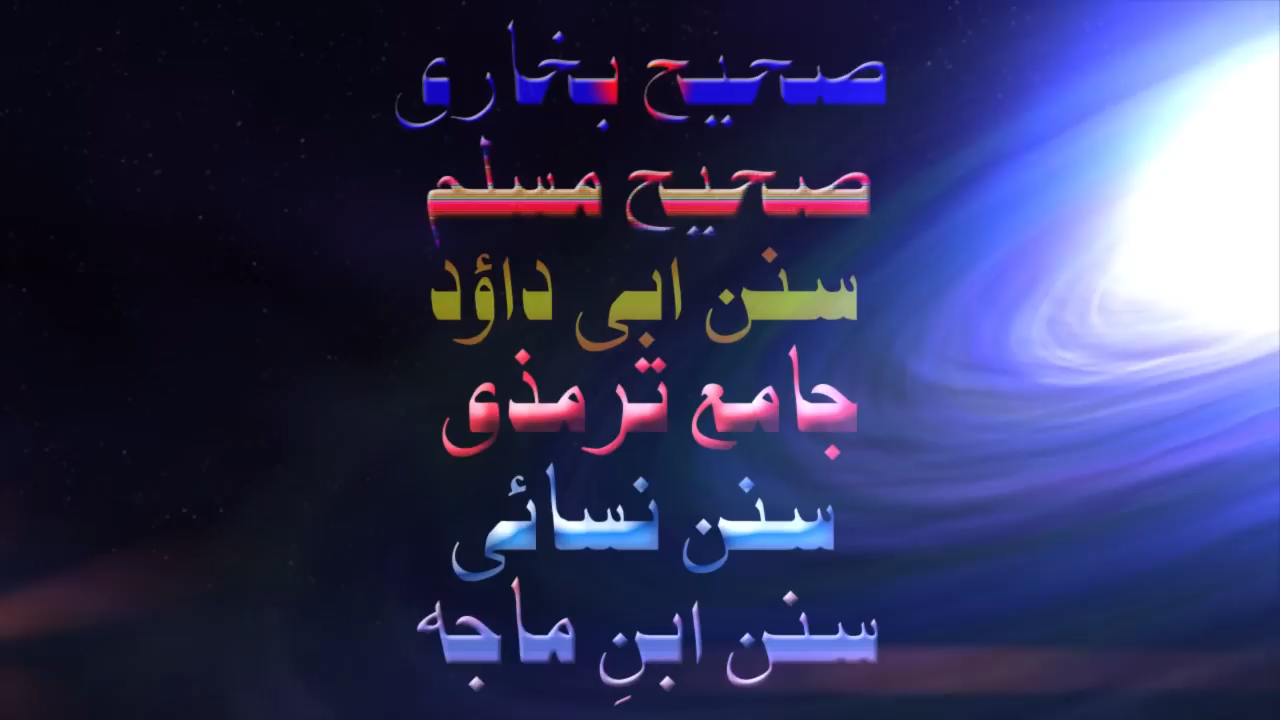 صحیح بخاری
صحیح مسلم
سنن ابی داؤد
جامع ترمذی
سنن نسائی
سنن ابنِ ماجہ